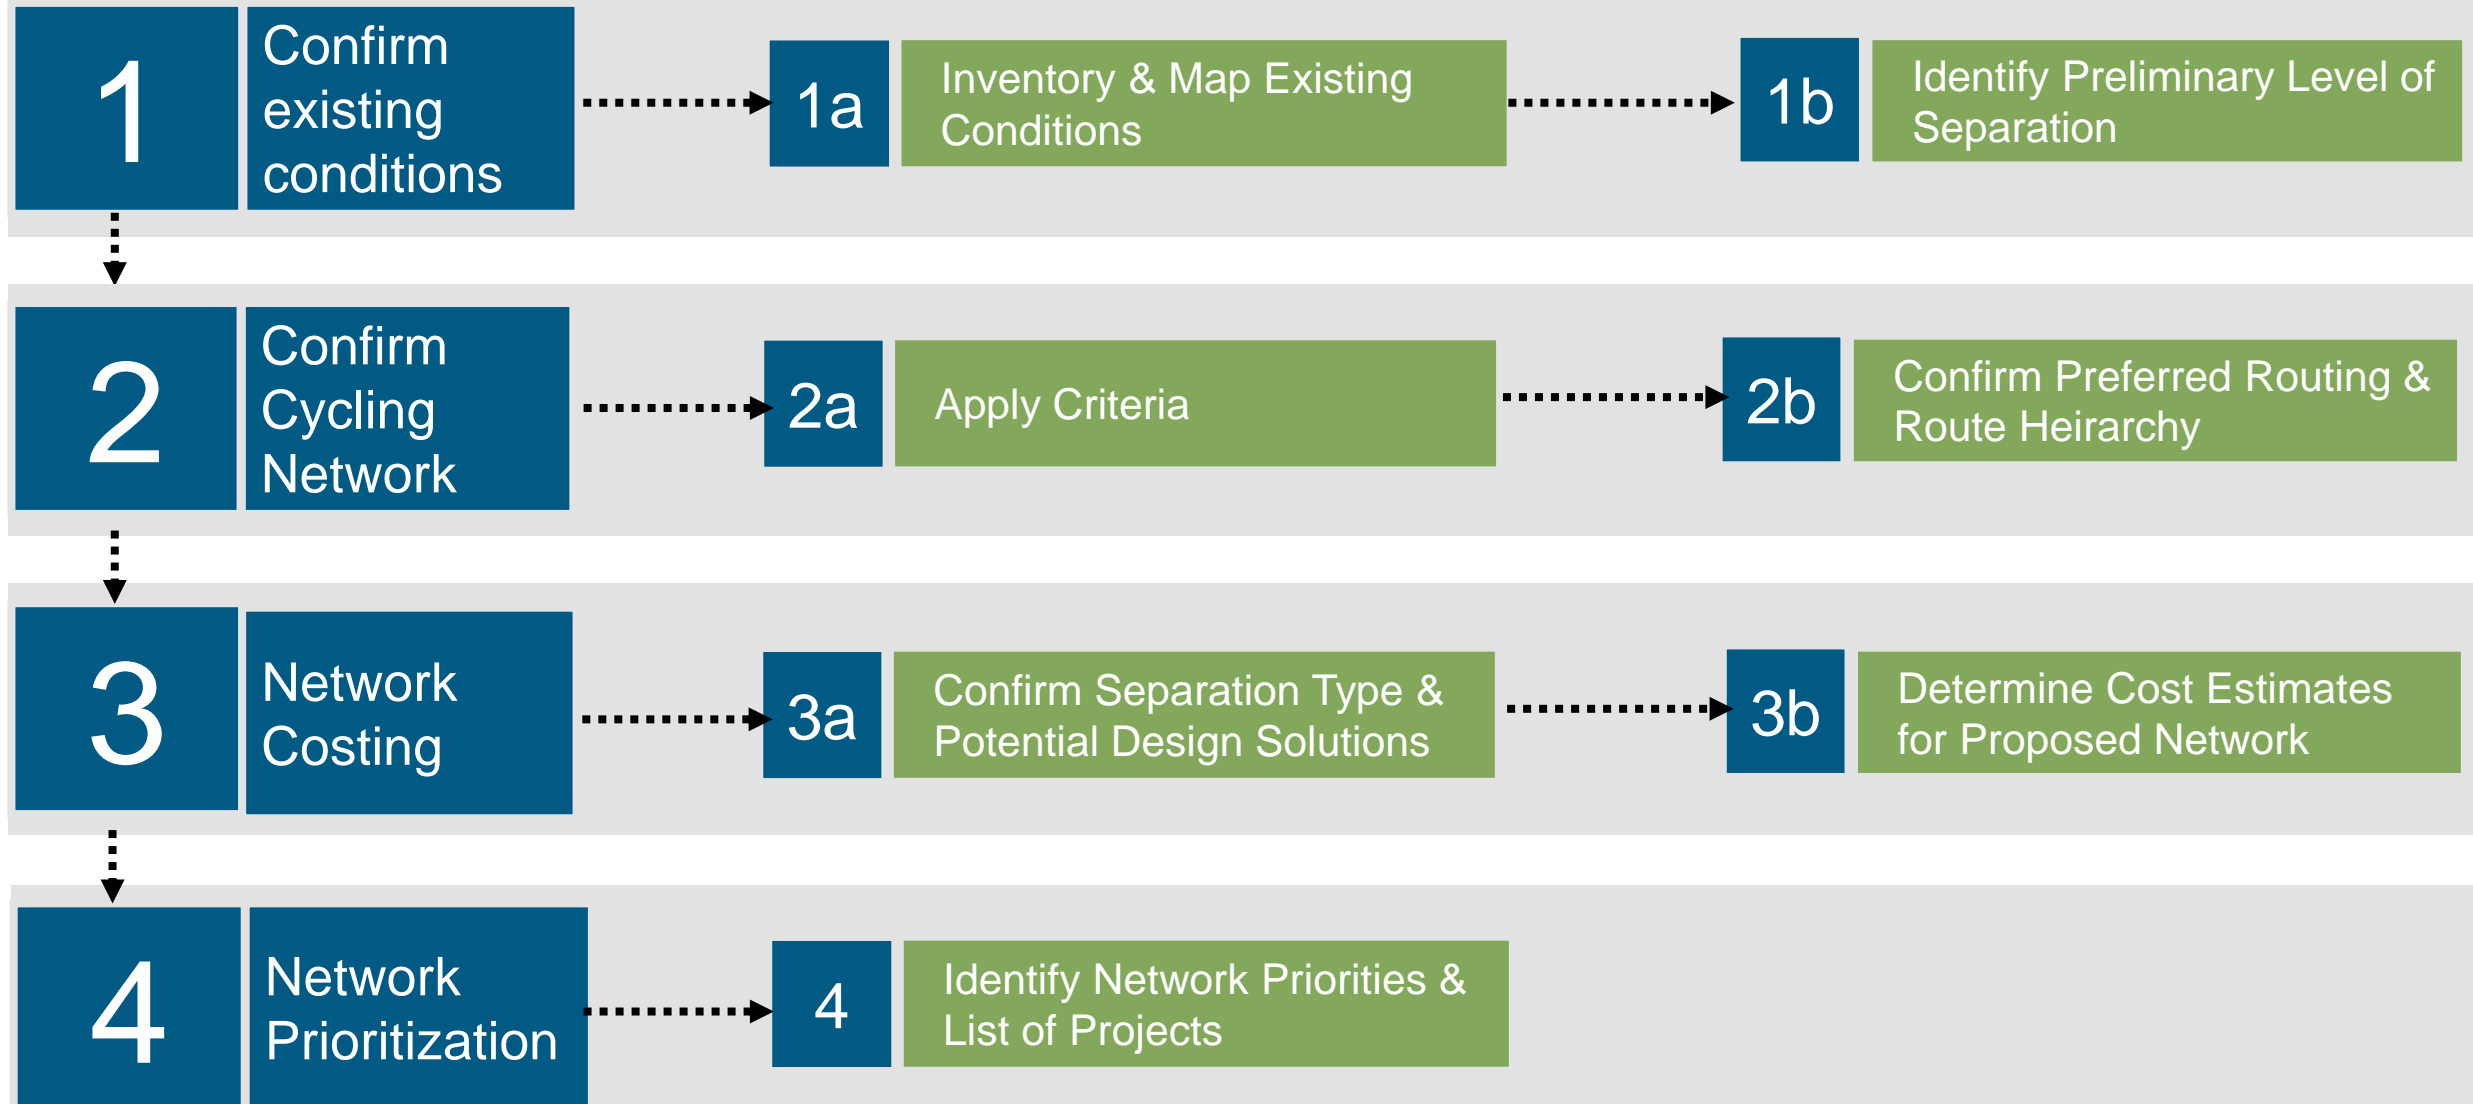 1
Confirm
existing
conditions
1a
Inventory & Map Existing
Conditions
1b
Identify Preliminary Level of
Separation
2
Confirm
Cycling
Network
2a
Apply Criteria
2b
Confirm Preferred Routing &
Route Heirarchy
3
Network
Costing
3a
Confirm Separation Type &
Potential Design Solutions
3b
Determine Cost Estimates
for Proposed Network
4
Network
Prioritization
4
Identify Network Priorities &
List of Projects